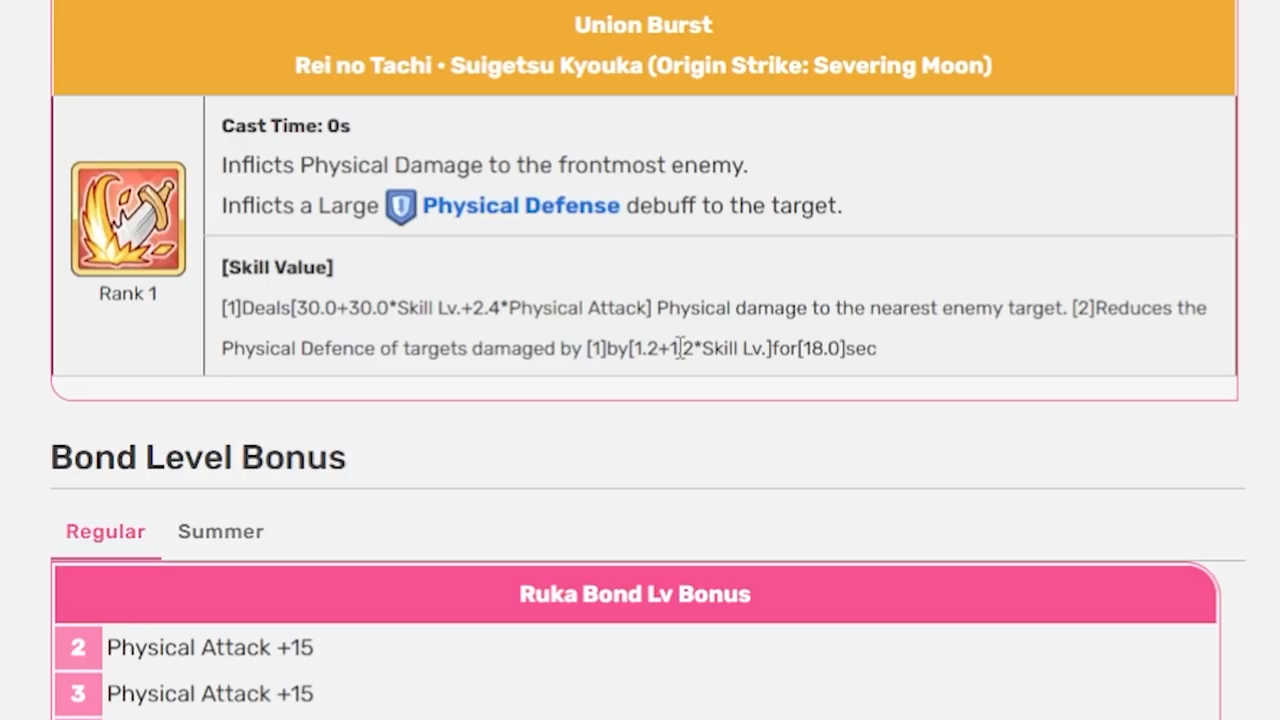 Union Burst
Rei no Tachi • Suigetsu Kyouka (Origin Strike: Severing Moon)
Cast Time: 0s
Inflicts Physical Damage to the frontmost enemy.
Inflicts a Large Physical Defense debuff to the target.
Rank 1
[Skill Value]
[1]Deals[30.0+30.0*Skill Lv.+2.4*Physical Attack] Physical damage to the nearest enemy target. [2]Reduces the
Physical Defence of targets damaged by [1]by[1.2+1.2*Skill Lv.]for[18.0]sec
Bond Level Bonus
Regular Summer
Ruka Bond Lv Bonus
2 Physical Attack +15
3 Physical Attack +15